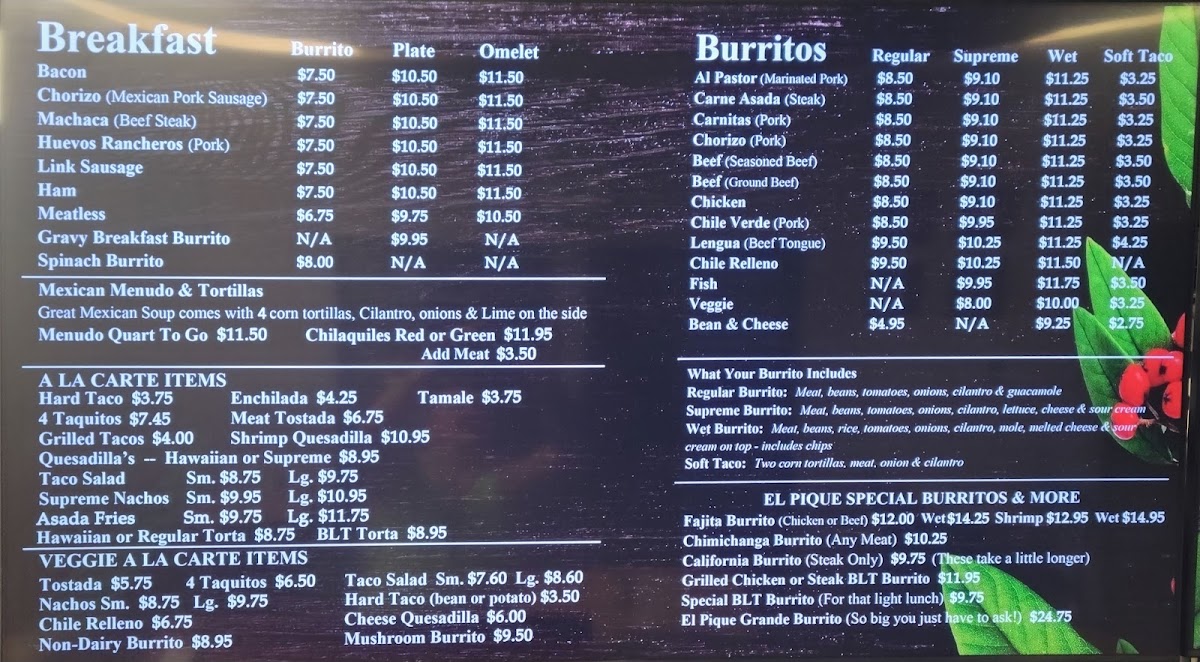 Breakfast Burrito Plate Omelet
Bacon $7.50 $10.50 $11.50
Chorizo (Mexican Pork Sausage) $7.50 $10.50 $11.50
Machaca (Beef Steak) $7.50 $10.50 $11.50
Huevos Rancheros (Pork) $7.50 $10.50 $11.50
Link Sausage $7.50 $10.50 $11.50
Ham $7.50 $10.50 $11.50
Meatless $6.75 $9.75 $10.50
Gravy Breakfast Burrito N/A $9.95 N/A
Spinach Burrito $8.00 N/A N/A
Mexican Menudo & Tortillas
Great Mexican Soup comes with 4 corn tortillas, Cilantro, onions & Lime on the side
Menudo Quart To Go $11.50 Chilaquiles Red or Green $11.95
Add Meat $3.50
A LA CARTE ITEMS
Hard Taco $3.75 Enchilada $4.25 Tamale $3.75
4 Taquitos $7.45 Meat Tostada $6.75
Grilled Tacos $4.00 Shrimp Quesadilla $10.95
Quesadilla's -- Hawaiian or Supreme $8.95
Taco Salad Sm. $8.75 Lg. $9.75
Supreme Nachos Sm. $9.95 Lg. $10.95
Asada Fries Sm. $9.75 Lg. $11.75
Hawaiian or Regular Torta $8.75 BLT Torta $8.95
VEGGIE A LA CARTE ITEMS
Tostada $5.75 4 Taquitos $6.50
Nachos Sm. $8.75 Lg. $9.75
Chile Relleno $6.75
Non-Dairy Burrito $8.95
Taco Salad Sm. $7.60 Lg. $8.60
Hard Taco (bean or potato) $3.50
Cheese Quesadilla $6.00
Mushroom Burrito $9.50
Burritos Regular Supreme Wet Soft Taco
Al Pastor (Marinated Pork) $8.50 $9.10 $11.25 $3.25
Carne Asada (Steak) $8.50 $9.10 $11.25 $3.50
Carnitas (Pork) $8.50 $9.10 $11.25 $3.25
Chorizo (Pork) $8.50 $9.10 $11.25 $3.25
Beef (Seasoned Beef) $8.50 $9.10 $11.25 $3.50
Beef (Ground Beef) $8.50 $9.10 $11.25 $3.50
Chicken $8.50 $9.10 $11.25 $3.25
Chile Verde (Pork) $8.50 $9.95 $11.25 $3.25
Lengua (Beef Tongue) $9.50 $10.25 $11.25 $4.25
Chile Relleno $9.50 $10.25 $11.50 N/A
Fish N/A $9.95 $11.75 $3.50
Veggie N/A $8.00 $10.00 $3.25
Bean & Cheese $4.95 N/A $9.25 $2.75
What Your Burrito Includes
Regular Burrito: Meat, beans, tomatoes, onions, cilantro & guacamole
Supreme Burrito: Meat, beans, tomatoes, onions, cilantro, lettuce, cheese & sour cream
Wet Burrito: Meat, beans, rice, tomatoes, onions, cilantro, mole, melted cheese & sour
cream on top - includes chips
Soft Taco: Two corn tortillas, meat, onion & cilantro
EL PIQUE SPECIAL BURRITOS & MORE
Fajita Burrito (Chicken or Beef) $12.00 Wet $14.25 Shrimp $12.95 Wet $14.95
Chimichanga Burrito (Any Meat) $10.25
California Burrito (Steak Only) $9.75 (These take a little longer)
Grilled Chicken or Steak BLT Burrito $11.95
Special BLT Burrito (For that light lunch) $9.75
El Pique Grande Burrito (So big you just have to ask!) $24.75